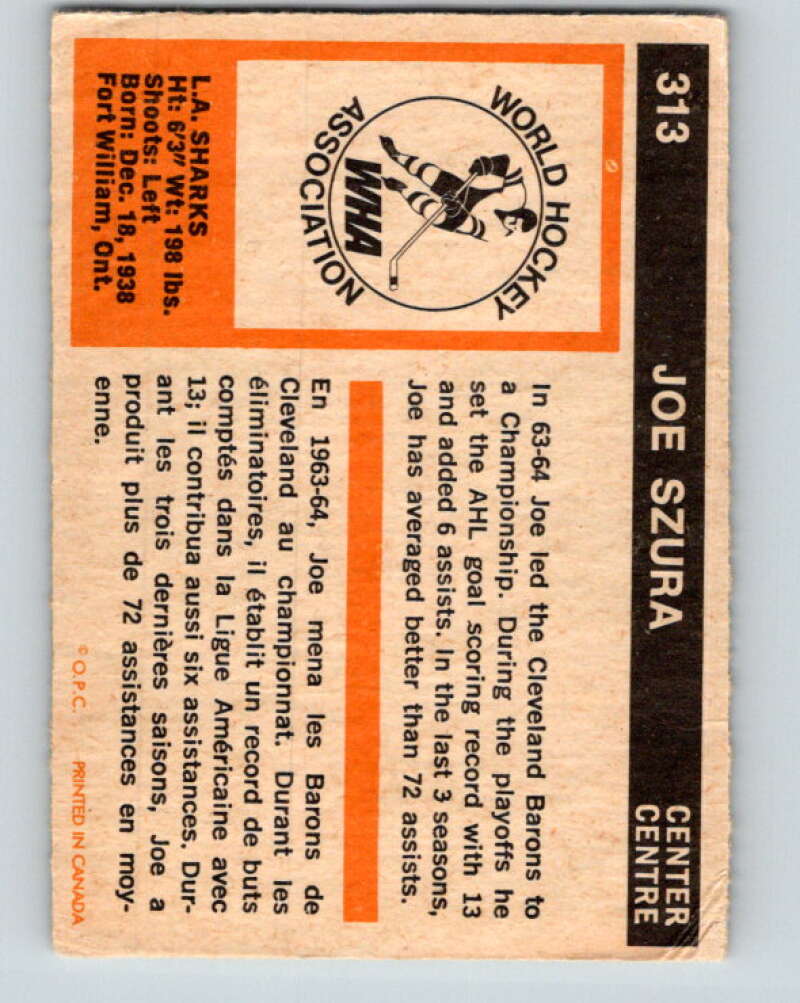 313 JOE SZURA CENTER
CENTRE
WORLD HOCKEY
ASSOCIATION
WHA
L.A. SHARKS
Ht: 6'3" Wt: 198 lbs.
Shoots: Left
Born: Dec. 18, 1938
Fort William, Ont.
In 63-64 Joe led the Cleveland Barons to
a Championship. During the playoffs he
set the AHL goal scoring record with 13
and added 6 assists. In the last 3 seasons,
Joe has averaged better than 72 assists.
En 1963-64, Joe mena les Barons de
Cleveland au championnat. Durant les
éliminatoires, il établit un record de buts
comptés dans la Ligue Américaine avec
13; il contribua aussi six assistances. Dur-
ant les trois dernières saisons, Joe a
produit plus de 72 assistances en moy-
enne.
© O.P.C. PRINTED IN CANADA